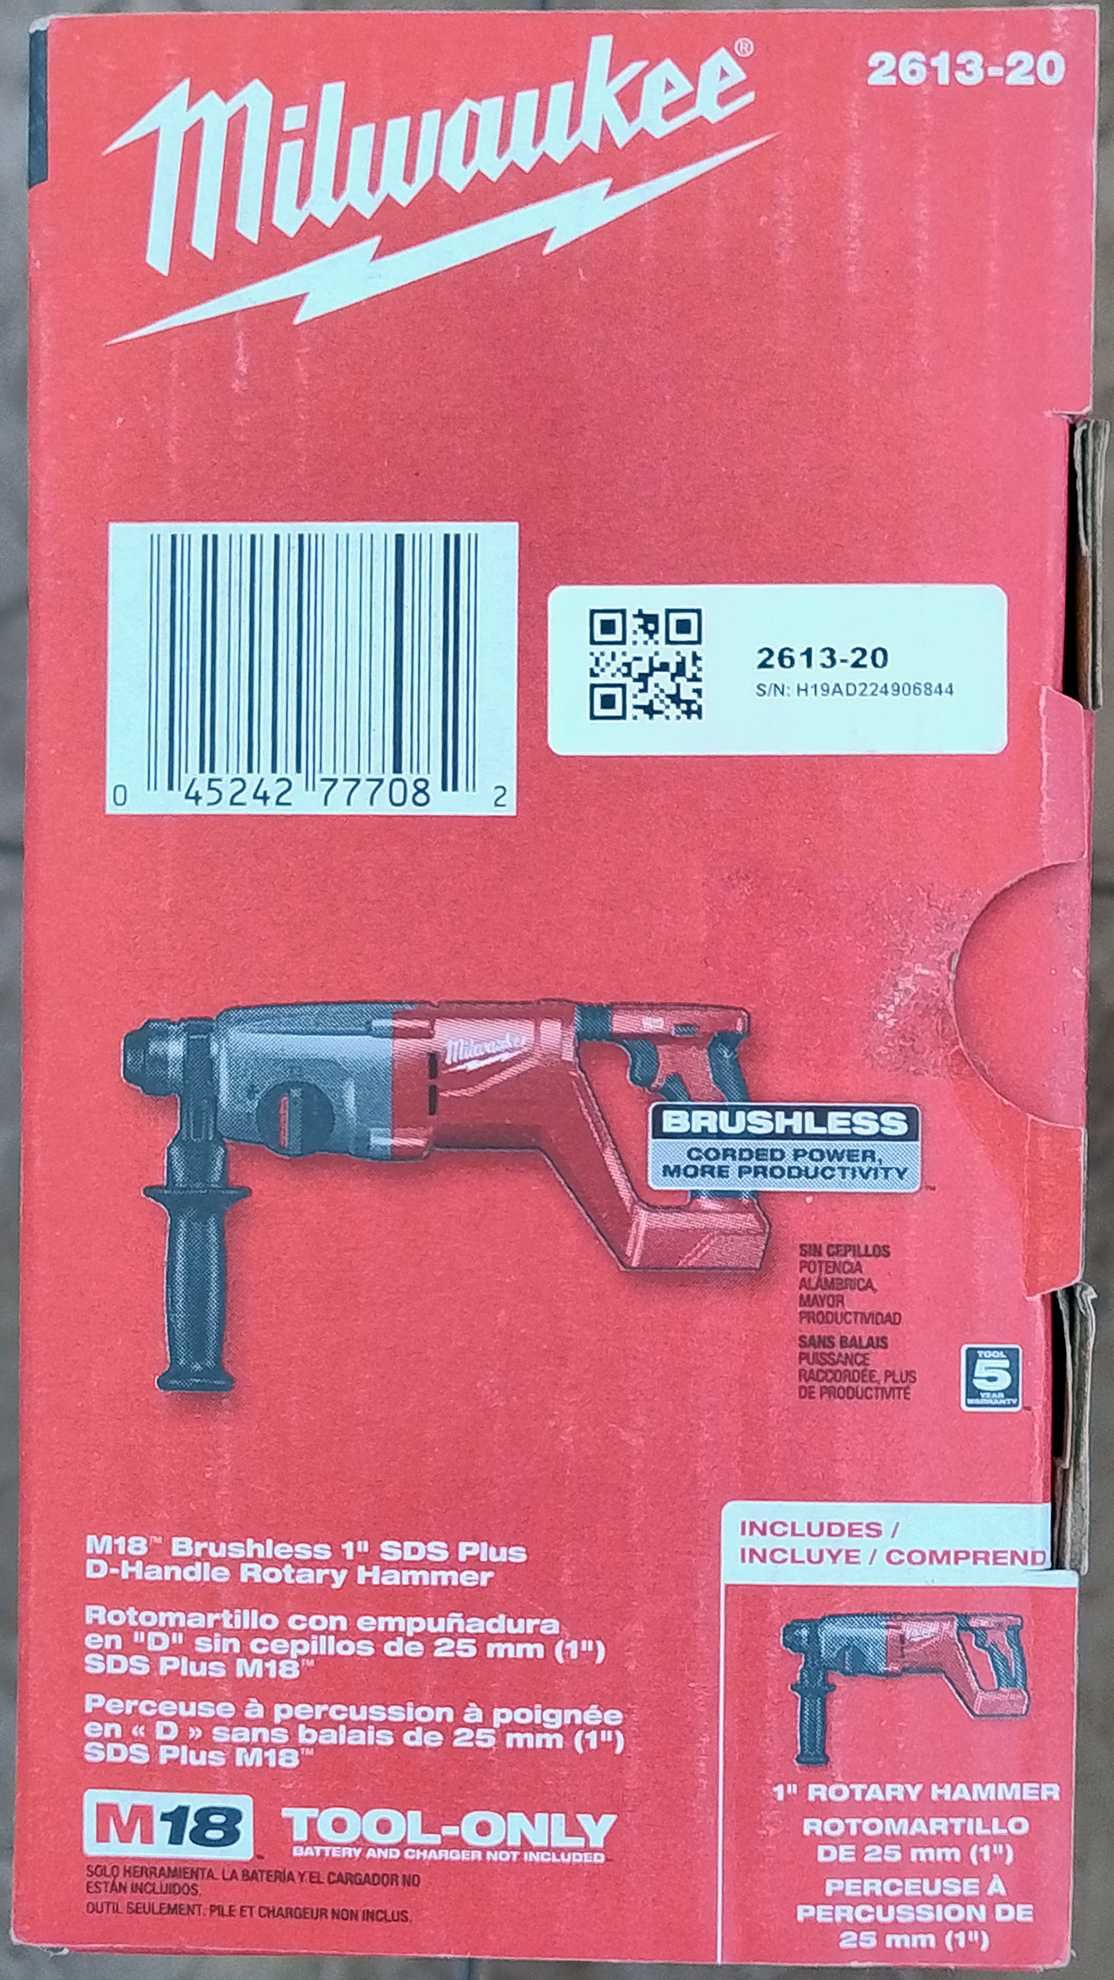 Milwaukee®
2613-20
0 45242 77708 2
2613-20
S/N: H19AD224906844
Milwaukee
BRUSHLESS
CORDED POWER,
MORE PRODUCTIVITY™
SIN CEPILLOS
POTENCIA
ALÁMBRICA,
MAYOR
PRODUCTIVIDAD
SANS BALAIS
PUISSANCE
RACCORDÉE, PLUS
DE PRODUCTIVITÉ
TOOL
5
YEAR
WARRANTY
M18™ Brushless 1" SDS Plus
D-Handle Rotary Hammer
Rotomartillo con empuñadura
en "D" sin cepillos de 25 mm (1")
SDS Plus M18™
Perceuse à percussion à poignée
en « D » sans balais de 25 mm (1")
SDS Plus M18™
M18™
TOOL-ONLY
BATTERY AND CHARGER NOT INCLUDED
SOLO HERRAMIENTA. LA BATERÍA Y EL CARGADOR NO
ESTÁN INCLUIDOS.
OUTIL SEULEMENT. PILE ET CHARGEUR NON INCLUS.
INCLUDES /
INCLUYE / COMPREND
1" ROTARY HAMMER
ROTOMARTILLO
DE 25 mm (1")
PERCEUSE À
PERCUSSION DE
25 mm (1")